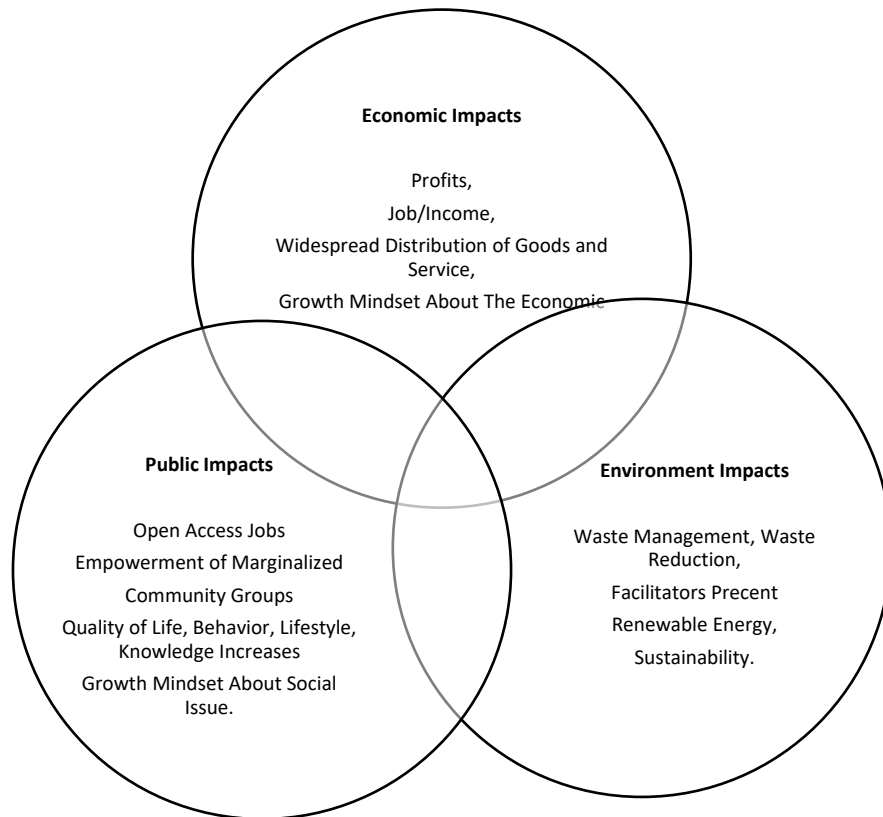 Economic Impacts
Profits,
Job/Income,
Widespread Distribution of Goods and
Service,
Growth Mindset About The Economic
Public Impacts
Open Access Jobs
Empowerment of Marginalized
Community Groups
Quality of Life, Behavior, Lifestyle,
Knowledge Increases
Growth Mindset About Social
Issue.
Environment Impacts
Waste Management, Waste
Reduction,
Facilitators Precent
Renewable Energy,
Sustainability.